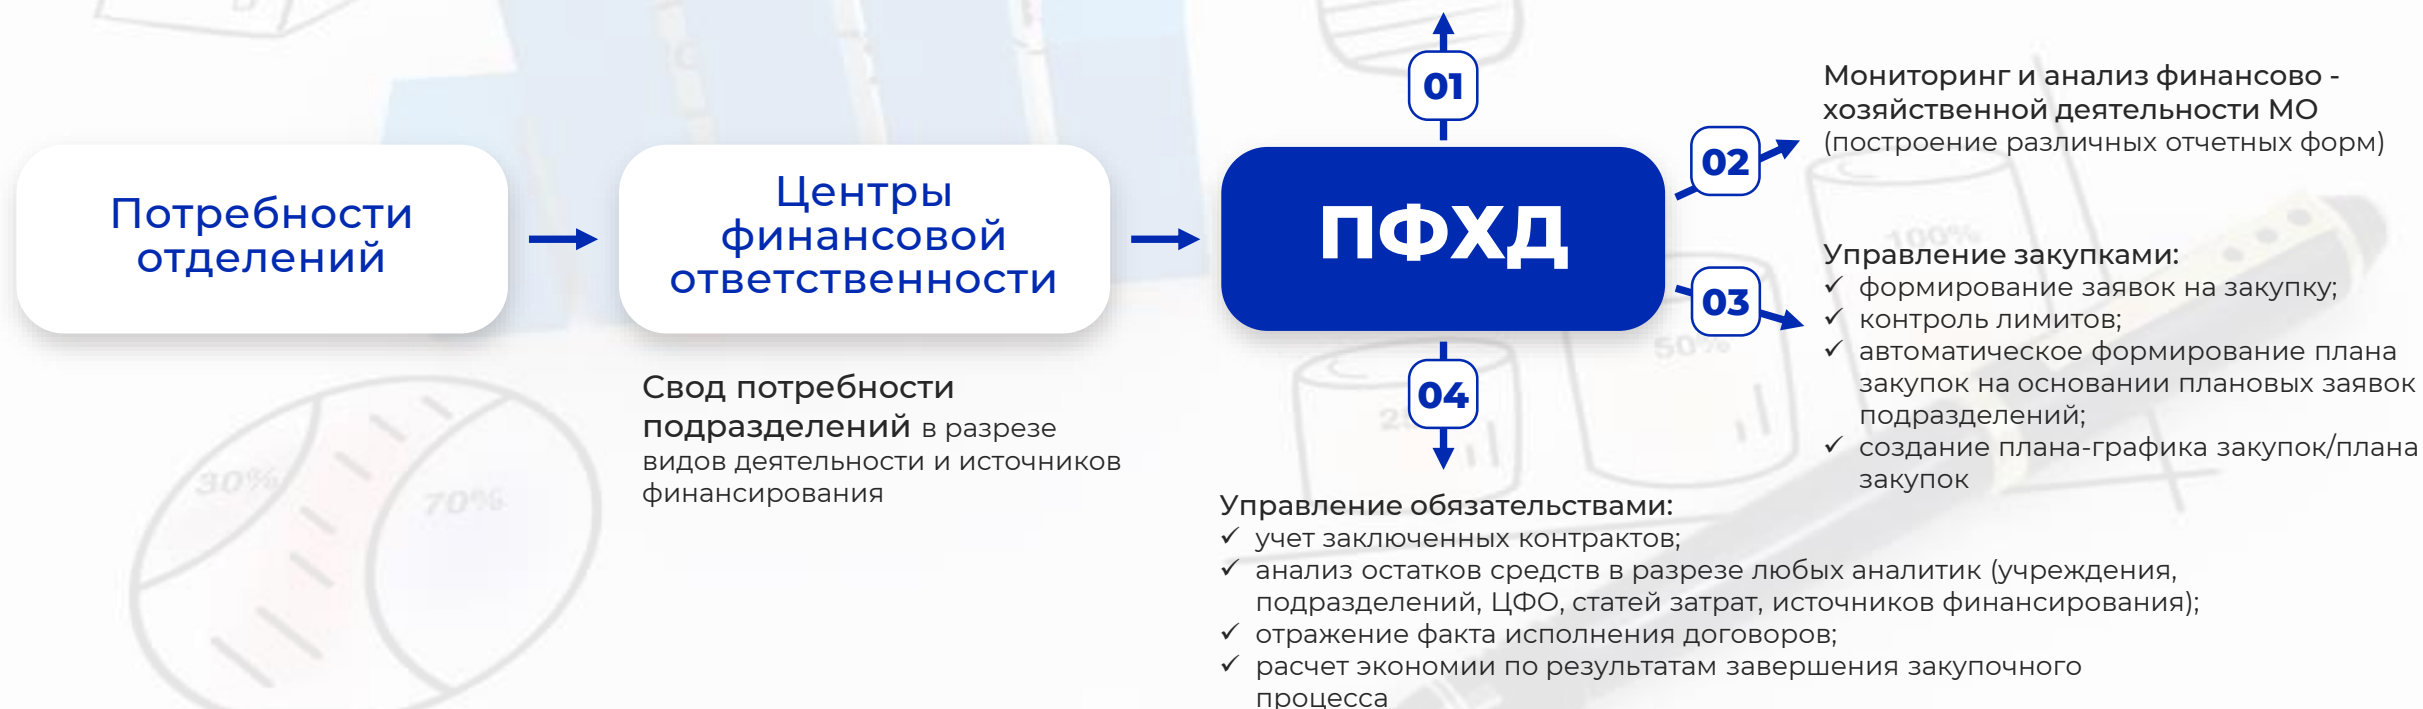 Потребности
отделений
Центры
финансовой
ответственности
Свод потребности
подразделений в разрезе
видов деятельности и источников
финансирования
ПФХД
01
02
Мониторинг и анализ финансово -
хозяйственной деятельности МО
(построение различных отчетных форм)
03
Управление закупками:
✓ формирование заявок на закупку;
✓ контроль лимитов;
✓ автоматическое формирование плана
закупок на основании плановых заявок
подразделений;
✓ создание плана-графика закупок/плана
закупок
04
Управление обязательствами:
✓ учет заключенных контрактов;
✓ анализ остатков средств в разрезе любых аналитик (учреждения,
подразделений, ЦФО, статей затрат, источников финансирования);
✓ отражение факта исполнения договоров;
✓ расчет экономии по результатам завершения закупочного
процесса
30%
70%
50%
100%